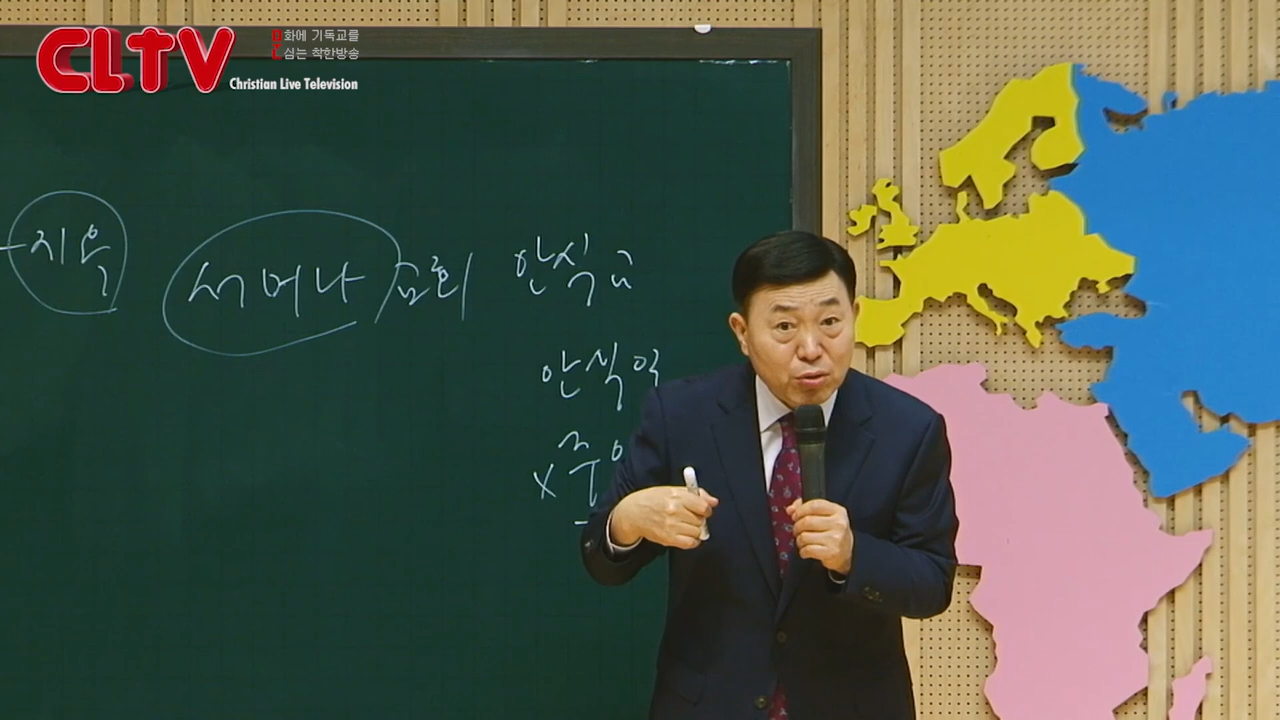 CLTV
문화에 기독교를
심는 착한방송
Christian Live Television
지옥
서머나 교회 안식교
안식일
x 주